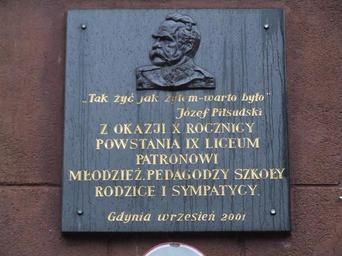 „Tak żyć jak żyłem-warto było"
Józef Piłsudski
Z OKAZJI X ROCZNICY
POWSTANIA IX LICEUM
PATRONOWI
MŁODZIEŻ, PEDAGODZY SZKOŁY
RODZICE I SYMPATYCY.
Gdynia wrzesień 2001